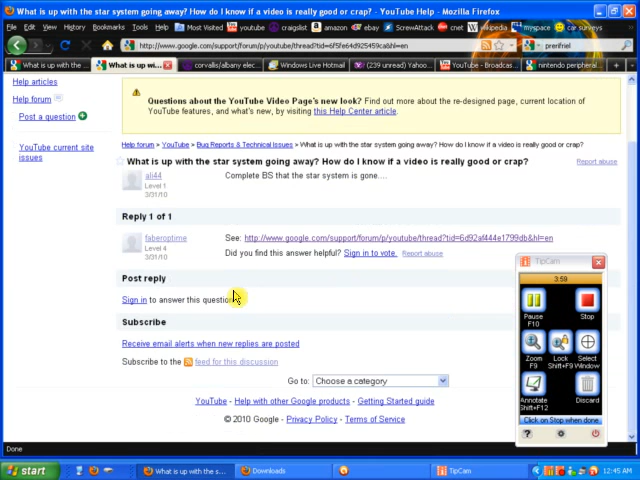 What is up with the star system going away? How do I know if a video is really good or crap? - YouTube Help - Mozilla Firefox
File Edit View History Bookmarks Tools Help Most Visited youtube craigslist amazon ebay ScrewAttack cnet myspace car surveys
http://www.google.com/support/forum/p/youtube/thread?tid=6f5fe64d925459ca&hl=en
What is up with the ... What is up wi... corvalis/albany elec... Windows Live Hotmail (239 unread) Yahoo... YouTube - Broadcas... nintendo peripheral...
Help articles
Help forum
Post a question
YouTube current site
issues
Questions about the YouTube Video Page's new look? Find out more about the re-designed page, current location of
YouTube features, and what's new, by visiting this Help Center article.
Help forum > YouTube > Bug Reports & Technical Issues > What is up with the star system going away? How do I know if a video is really good or crap?
What is up with the star system going away? How do I know if a video is really good or crap?
Report abuse
ali44
Level 1
3/31/10
Complete BS that the star system is gone....
Reply 1 of 1
faberoptime
Level 4
3/31/10
See: http://www.google.com/support/forum/p/youtube/thread?tid=6d92af444e1799db&hl=en
Did you find this answer helpful? Sign in to vote. Report abuse
Post reply
Sign in to answer this question.
Subscribe
Receive email alerts when new replies are posted
Subscribe to the feed for this discussion
Go to: Choose a category
YouTube - Help with other Google products - Getting Started guide
© 2010 Google - Privacy Policy - Terms of Service
TipCam
3:59
Pause
F10
Stop
Zoom
F9
Lock
Shift+F9
Select
Window
Annotate
Shift+F12
Discard
Click on Stop when done
Done
start
What is up with the s...
Downloads
TipCam
12:45 AM